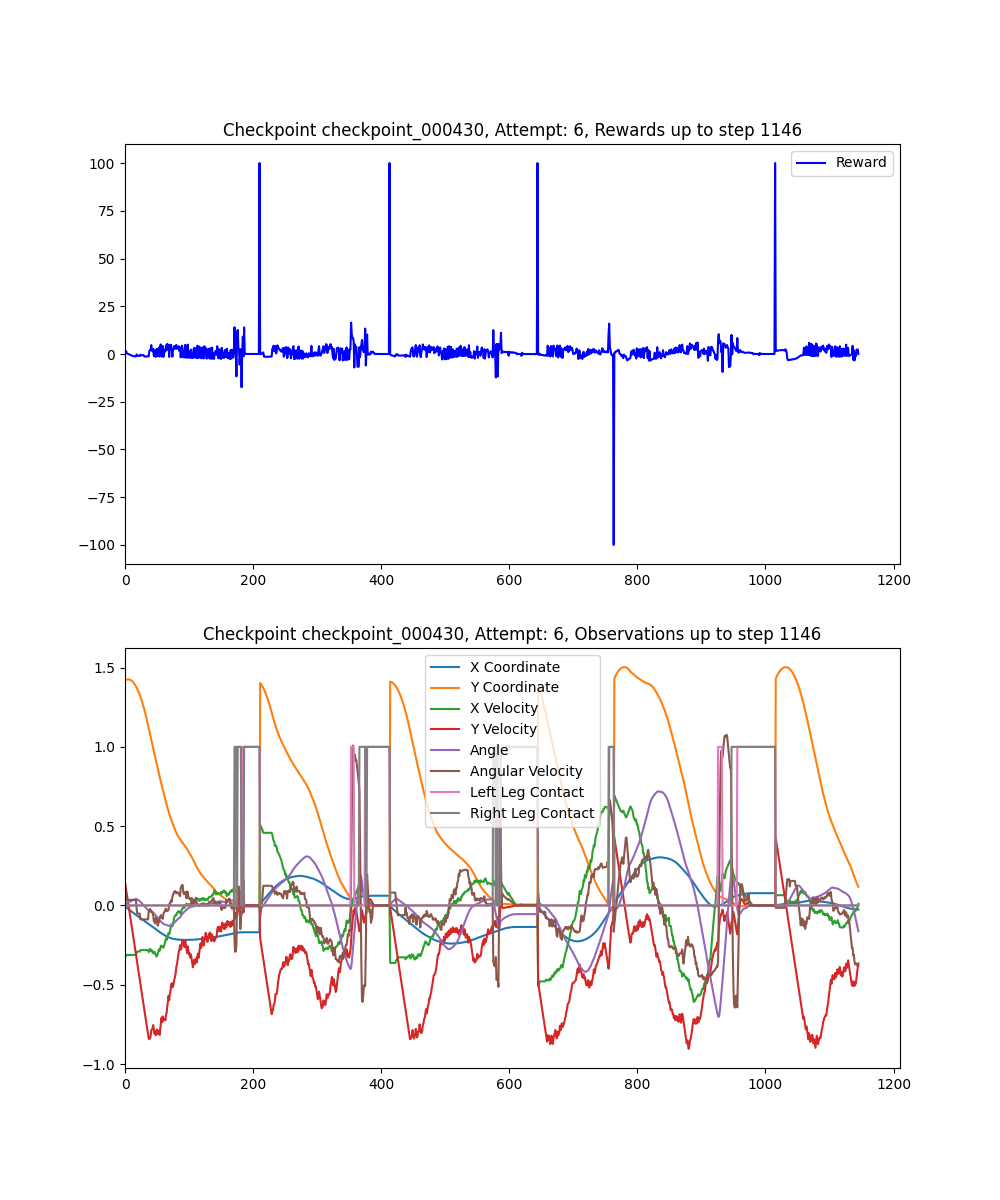 Checkpoint checkpoint_000430, Attempt: 6, Rewards up to step 1146
100
75
50
25
0
−25
−50
−75
−100
Reward
0 200 400 600 800 1000 1200
Checkpoint checkpoint_000430, Attempt: 6, Observations up to step 1146
1.5
1.0
0.5
0.0
−0.5
−1.0
X Coordinate
Y Coordinate
X Velocity
Y Velocity
Angle
Angular Velocity
Left Leg Contact
Right Leg Contact
0 200 400 600 800 1000 1200